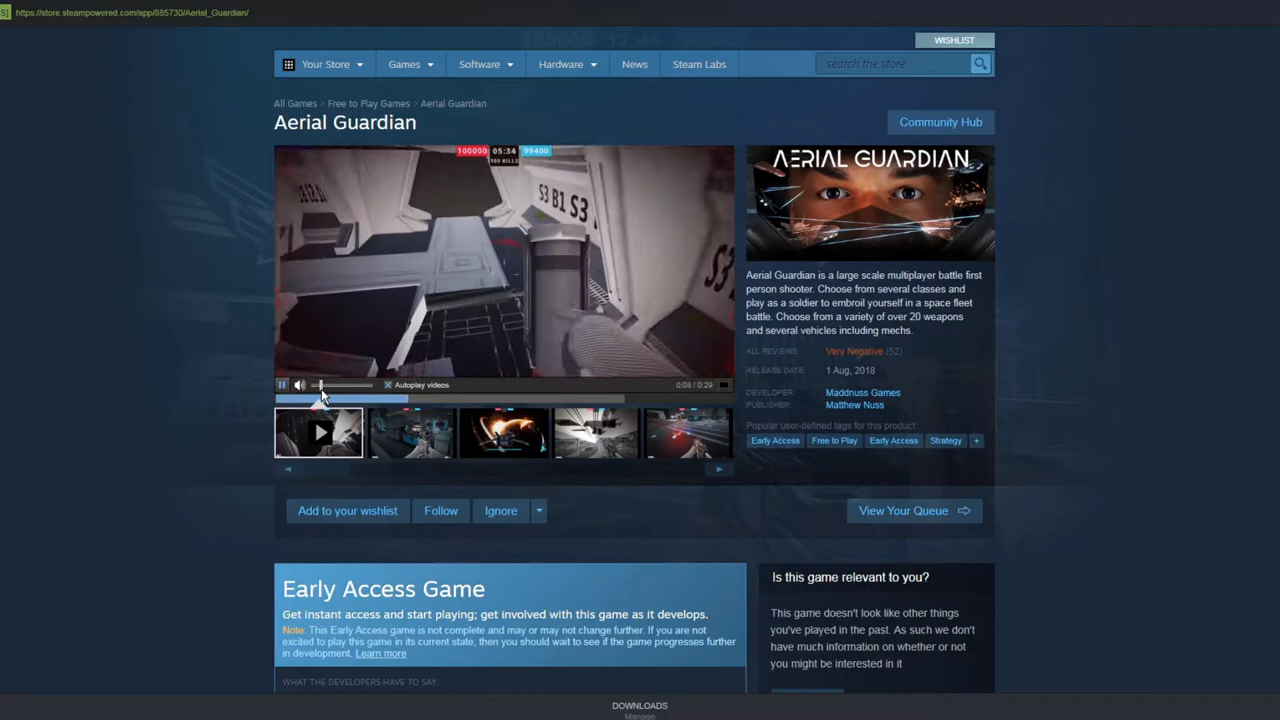 https://store.steampowered.com/app/885730/Aerial_Guardian/
WISHLIST
Your Store
Games
Software
Hardware
News
Steam Labs
search the store
All Games > Free to Play Games > Aerial Guardian
Aerial Guardian
Community Hub
100000 05:34 99400
100 KILLS
S3 B1 S3
AERIAL GUARDIAN
Aerial Guardian is a large scale multiplayer battle first
person shooter. Choose from several classes and
play as a soldier to embroil yourself in a space fleet
battle. Choose from a variety of over 20 weapons
and several vehicles including mechs.
ALL REVIEWS: Very Negative (52)
RELEASE DATE: 1 Aug, 2018
DEVELOPER: Maddnuss Games
PUBLISHER: Matthew Nuss
Popular user-defined tags for this product:
Early Access
Free to Play
Early Access
Strategy
+
Autoplay videos
0:08 / 0:29
Add to your wishlist
Follow
Ignore
View Your Queue
Early Access Game
Get instant access and start playing; get involved with this game as it develops.
Note: This Early Access game is not complete and may or may not change further. If you are not
excited to play this game in its current state, then you should wait to see if the game progresses further
in development. Learn more
WHAT THE DEVELOPERS HAVE TO SAY:
Is this game relevant to you?
This game doesn't look like other things
you've played in the past. As such we don't
have much information on whether or not
you might be interested in it
DOWNLOADS
Manage